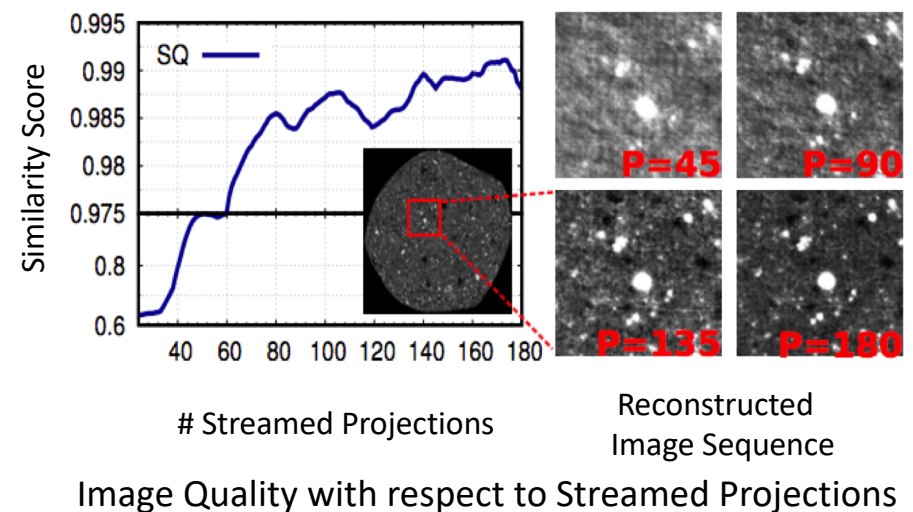 Similarity Score
0.995
0.99
0.985
0.98
0.975
0.8
0.6
SQ
40 60 80 100 120 140 160 180
# Streamed Projections
P=45
P=90
P=135
P=180
Reconstructed
Image Sequence
Image Quality with respect to Streamed Projections